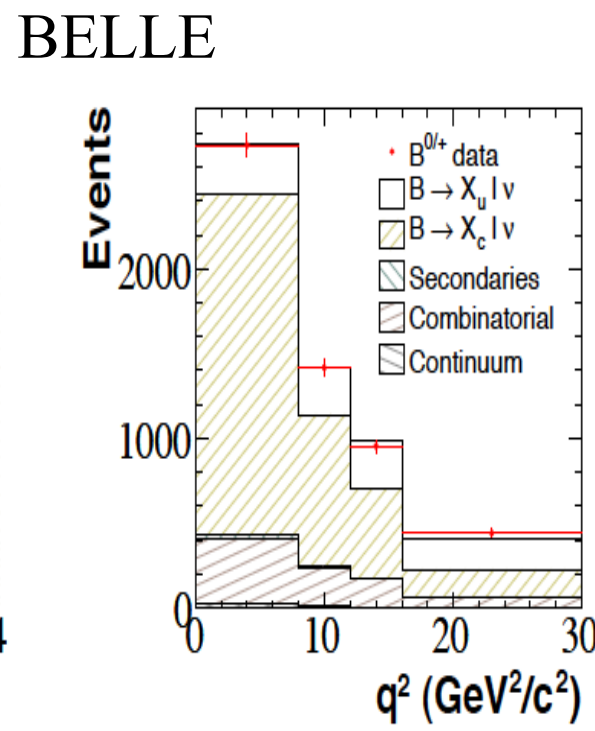 BELLE
Events
B0/+ data
B → Xu l ν
B → Xc l ν
Secondaries
Combinatorial
Continuum
2000
1000
0
0 10 20 30
q² (GeV²/c²)
4